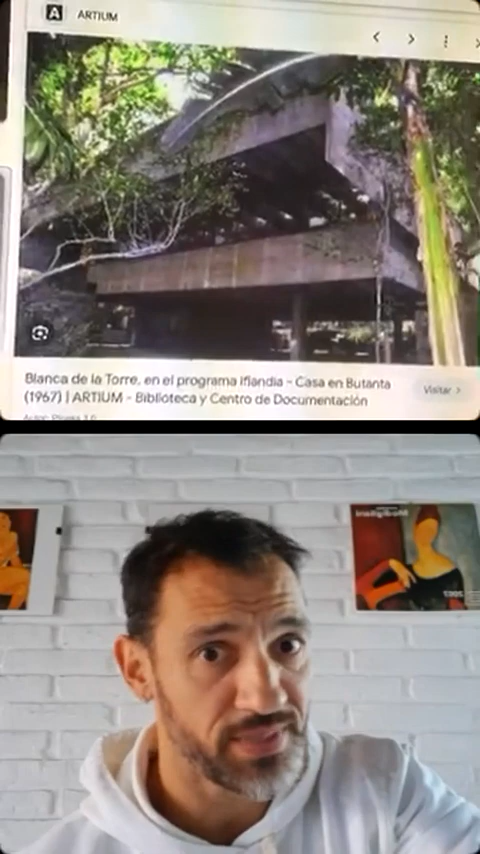 A ARTIUM
Blanca de la Torre, en el programa Iflandia - Casa en Butanta
(1967) | ARTIUM - Biblioteca y Centro de Documentación
Visitar >
Modigliani